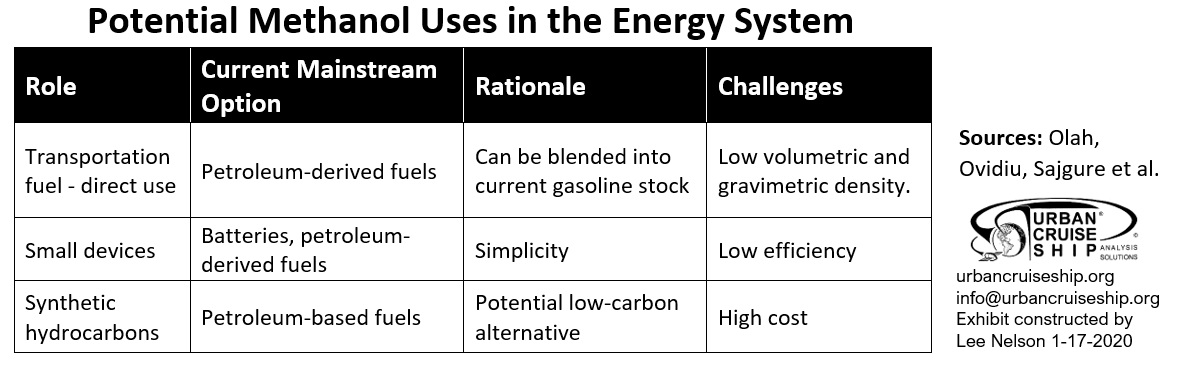 Potential Methanol Uses in the Energy System
Role
Current Mainstream
Option
Rationale
Challenges
Transportation
fuel - direct use
Petroleum-derived fuels
Can be blended into
current gasoline stock
Low volumetric and
gravimetric density.
Small devices
Batteries, petroleum-
derived fuels
Simplicity
Low efficiency
Synthetic
hydrocarbons
Petroleum-based fuels
Potential low-carbon
alternative
High cost
Sources: Olah,
Ovidiu, Sajgure et al.
URBAN®
CRUISE
SHIP
©
ANALYSIS
SOLUTIONS
urbancruiseship.org
info@urbancruiseship.org
Exhibit constructed by
Lee Nelson 1-17-2020